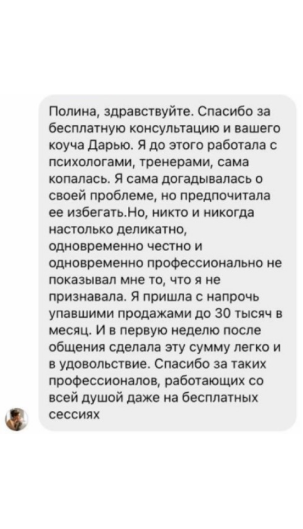 Полина, здравствуйте. Спасибо за
бесплатную консультацию и вашего
коуча Дарью. Я до этого работала с
психологами, тренерами, сама
копалась. Я сама догадывалась о
своей проблеме, но предпочитала
ее избегать.Но, никто и никогда
настолько деликатно,
одновременно честно и
одновременно профессионально не
показывал мне то, что я не
признавала. Я пришла с напрочь
упавшими продажами до 30 тысяч в
месяц. И в первую неделю после
общения сделала эту сумму легко и
в удовольствие. Спасибо за таких
профессионалов, работающих со
всей душой даже на бесплатных
сессиях